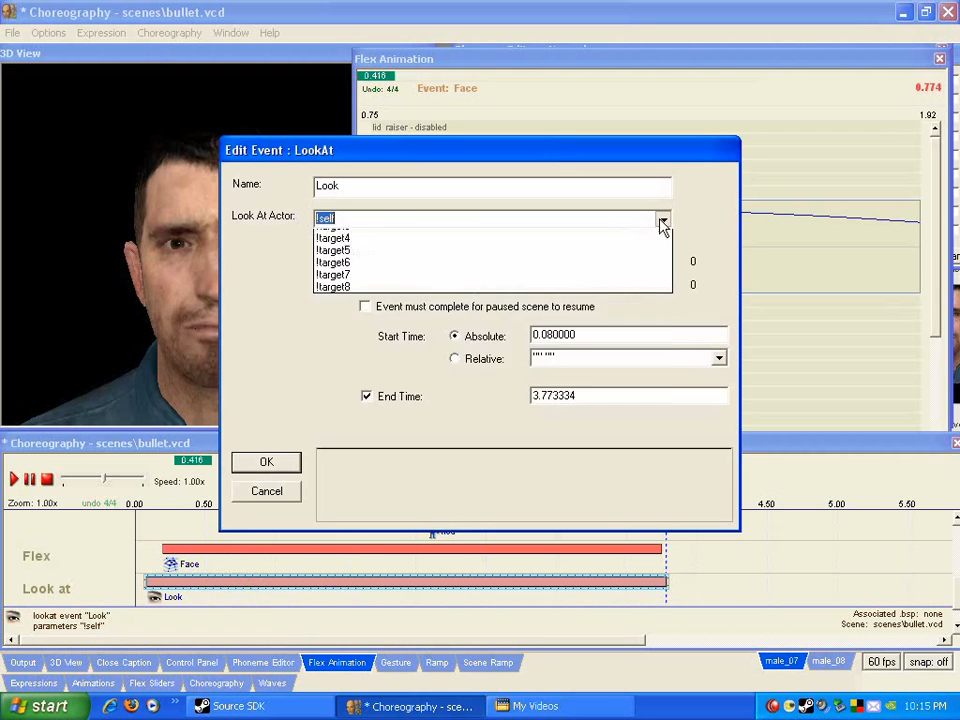 * Choreography - scenes\bullet.vcd
File Options Expression Choreography Window Help
3D View
Flex Animation
0.416
Undo: 4/4
Event: Face
0.774
0.75
1.92
lid raiser - disabled
Edit Event : LookAt
Name:
Look
Look At Actor:
!self
!target4
!target5
!target6
!target7
!target8
0
0
Event must complete for paused scene to resume
Start Time:
Absolute:
0.080000
Relative:
"" ""
End Time:
3.773334
OK
Cancel
* Choreography - scenes\bullet.vcd
0.416
Speed: 1.00x
Zoom: 1.00x
undo 4/4
0.00
0.50
4.50
5.00
5.50
Flex
Face
Look at
Look
lookat event "Look"
parameters "!self"
Associated .bsp: none
Scene: scenes\bullet.vcd
Output 3D View Close Caption Control Panel Phoneme Editor Flex Animation Gesture Ramp Scene Ramp
male_07 male_08 60 fps snap: off
Expressions Animations Flex Sliders Choreography Waves
start
Source SDK
* Choreography - sce...
My Videos
10:15 PM